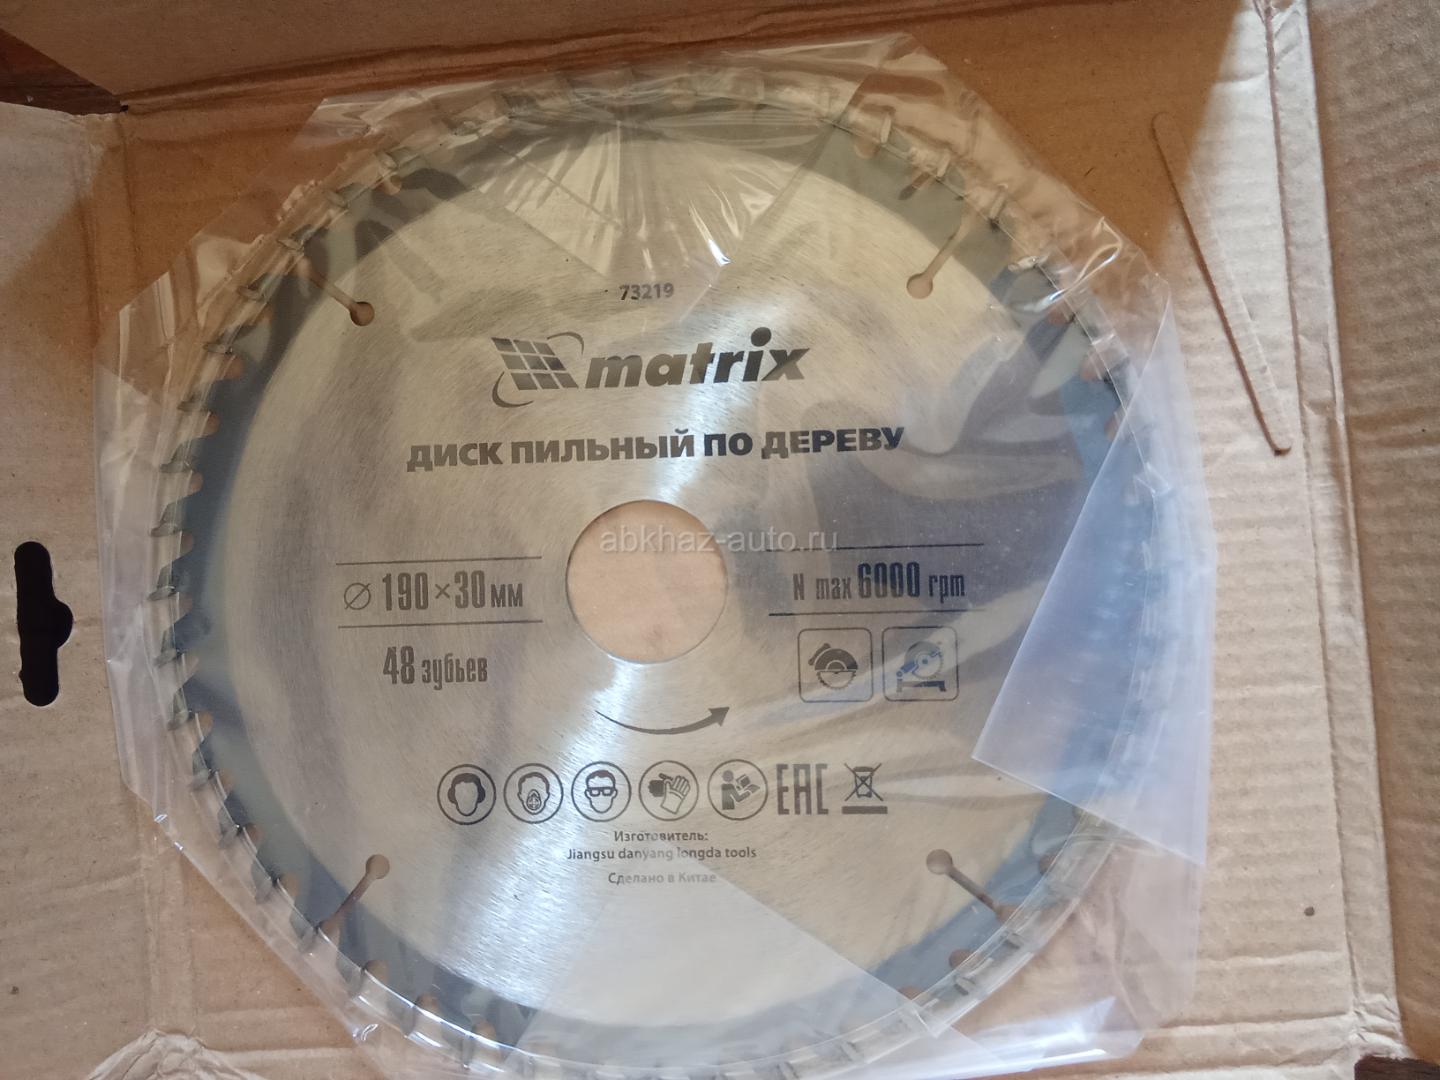 73219
matrix
ДИСК ПИЛЬНЫЙ ПО ДЕРЕВУ
abkhaz-auto.ru
⌀ 190×30 мм
N max 6000 rpm
48 зубьев
EAC
Изготовитель:
Jiangsu danyang longda tools
Сделано в Китае